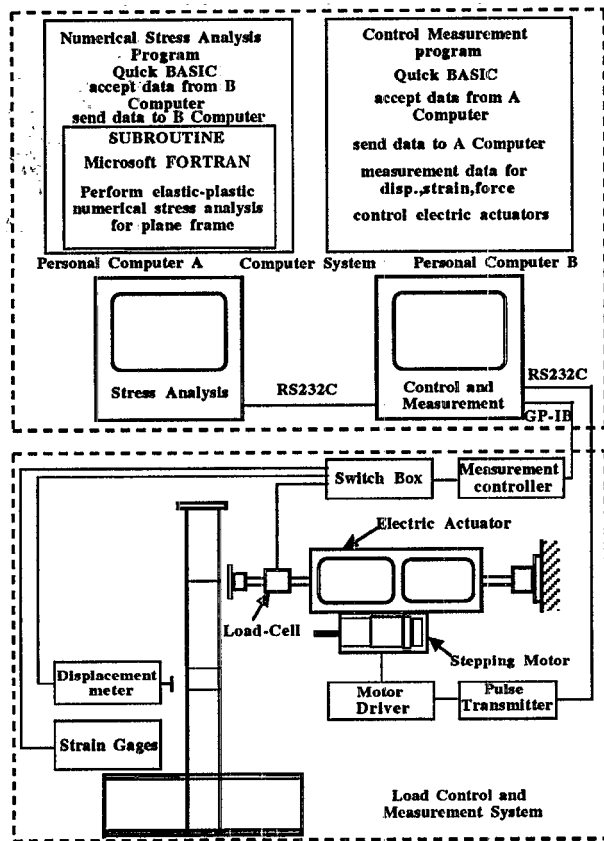 Numerical Stress Analysis
Program
Quick BASIC
accept data from B
Computer
send data to B Computer
SUBROUTINE
Microsoft FORTRAN
Perform elastic-plastic
numerical stress analysis
for plane frame
Control Measurement
program
Quick BASIC
accept data from A
Computer
send data to A Computer
measurement data for
disp.,strain,force
control electric actuators
Personal Computer A
Computer System
Personal Computer B
Stress Analysis
RS232C
Control and
Measurement
RS232C
GP-IB
Switch Box
Measurement
controller
Electric Actuator
Load-Cell
Stepping Motor
Displacement
meter
Motor
Driver
Pulse
Transmitter
Strain Gages
Load Control and
Measurement System